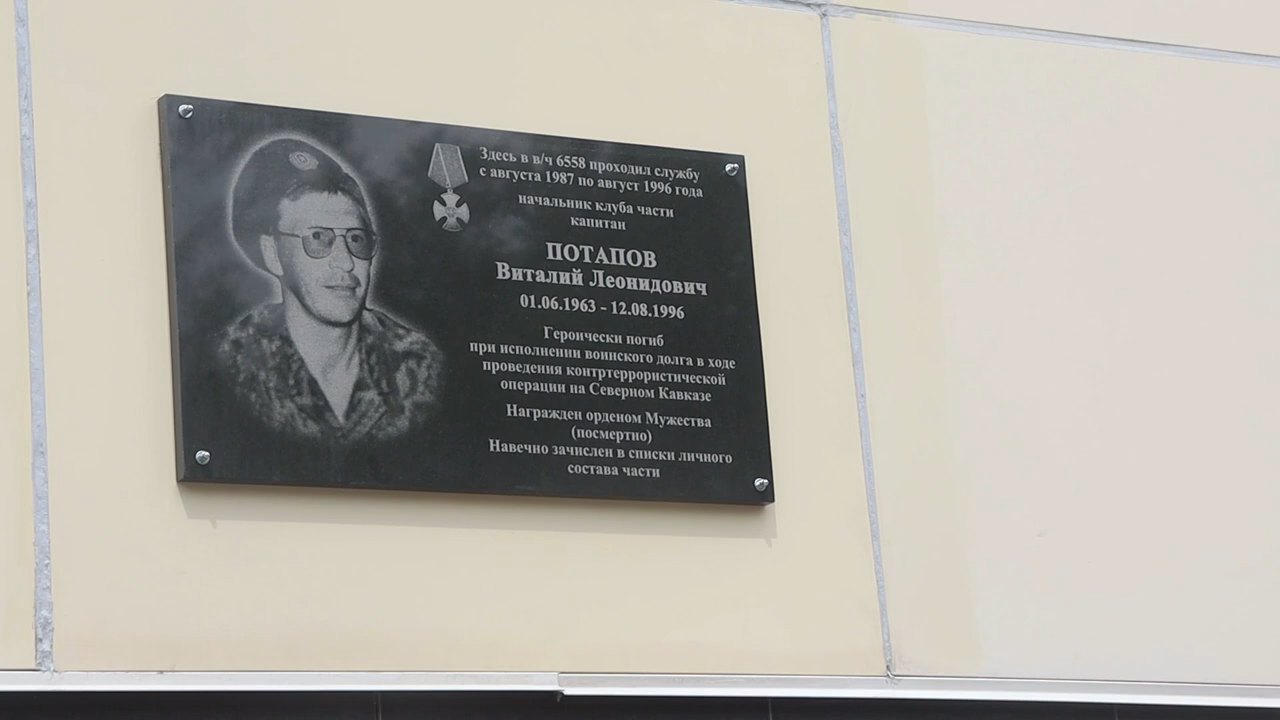 Здесь в в/ч 6558 проходил службу
с августа 1987 по август 1996 года
начальник клуба части
капитан
ПОТАПОВ
Виталий Леонидович
01.06.1963 - 12.08.1996
Героически погиб
при исполнении воинского долга в ходе
проведения контртеррористической
операции на Северном Кавказе
Награжден орденом Мужества
(посмертно)
Навечно зачислен в списки личного
состава части